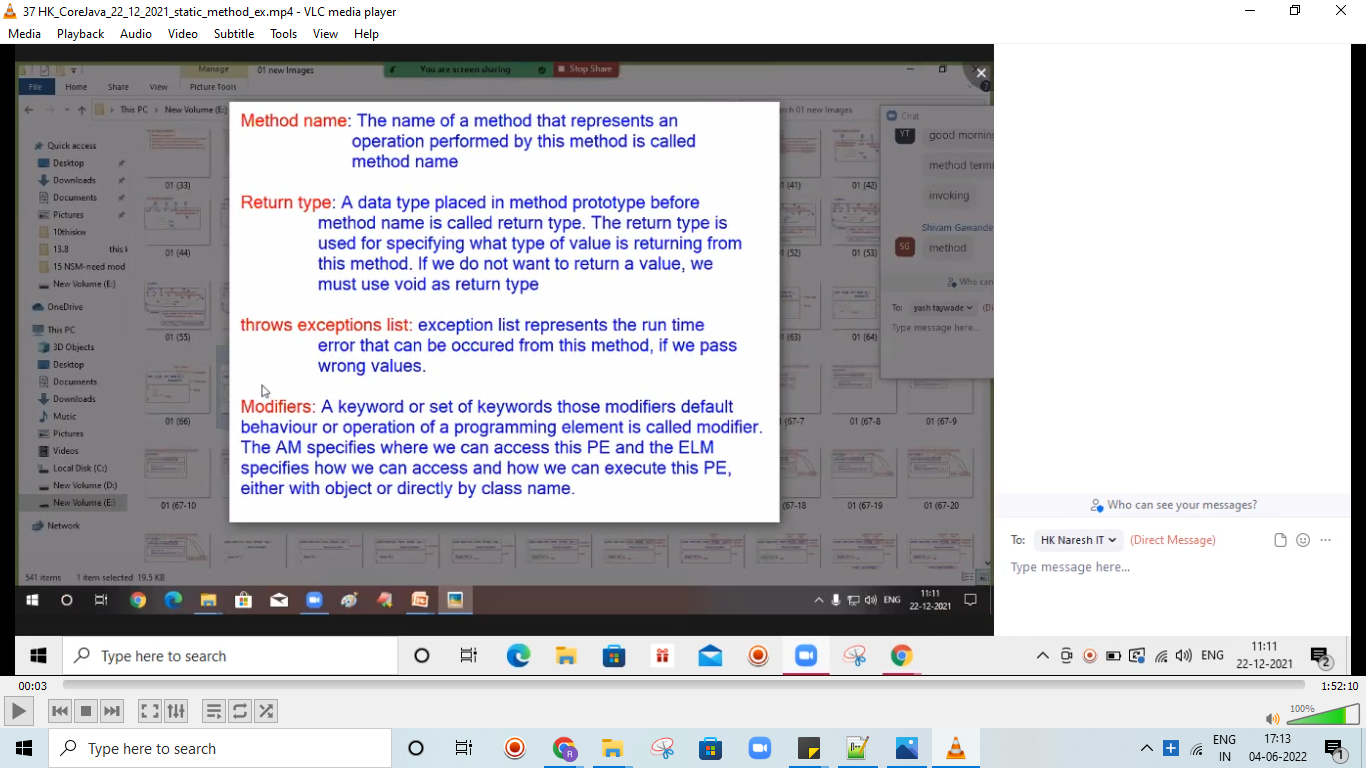 37 HK_CoreJava_22_12_2021_static_method_ex.mp4 - VLC media player
Media Playback Audio Video Subtitle Tools View Help
Manage 01 new Images
You are screen sharing Stop Share
File Home Share View Picture Tools
This PC > New Volume (E:)
h 01 new Images
Quick access
Desktop
Downloads
Documents
Pictures
10thiskw
13.8 this k
15 NSM-need mod
New Volume (E:)
OneDrive
This PC
3D Objects
Desktop
Documents
Downloads
Music
Pictures
Videos
Local Disk (C:)
New Volume (D:)
New Volume (E:)
Network
01 (33)
01 (44)
01 (55)
01 (66)
01 (67-10)
Method name: The name of a method that represents an
operation performed by this method is called
method name
Return type: A data type placed in method prototype before
method name is called return type. The return type is
used for specifying what type of value is returning from
this method. If we do not want to return a value, we
must use void as return type
throws exceptions list: exception list represents the run time
error that can be occured from this method, if we pass
wrong values.
Modifiers: A keyword or set of keywords those modifiers default
behaviour or operation of a programming element is called modifier.
The AM specifies where we can access this PE and the ELM
specifies how we can access and how we can execute this PE,
either with object or directly by class name.
(41) 01 (42)
(52) 01 (53)
(63) 01 (64)
67-7 01 (67-8 01 (67-9
7-18 01 (67-19 01 (67-20
Chat
YT good mornin
method termi
invoking
Shivam Gawande
SG method
Who can
To: yash taywade (Di
Type message here...
541 items 1 item selected 19.5 KB
ENG 11:11
22-12-2021
Who can see your messages?
To: HK Naresh IT (Direct Message)
Type message here...
Type here to search
ENG 11:11
22-12-2021
2
00:03 1:52:10
100%
Type here to search
R
ENG 17:13
IN 04-06-2022
1